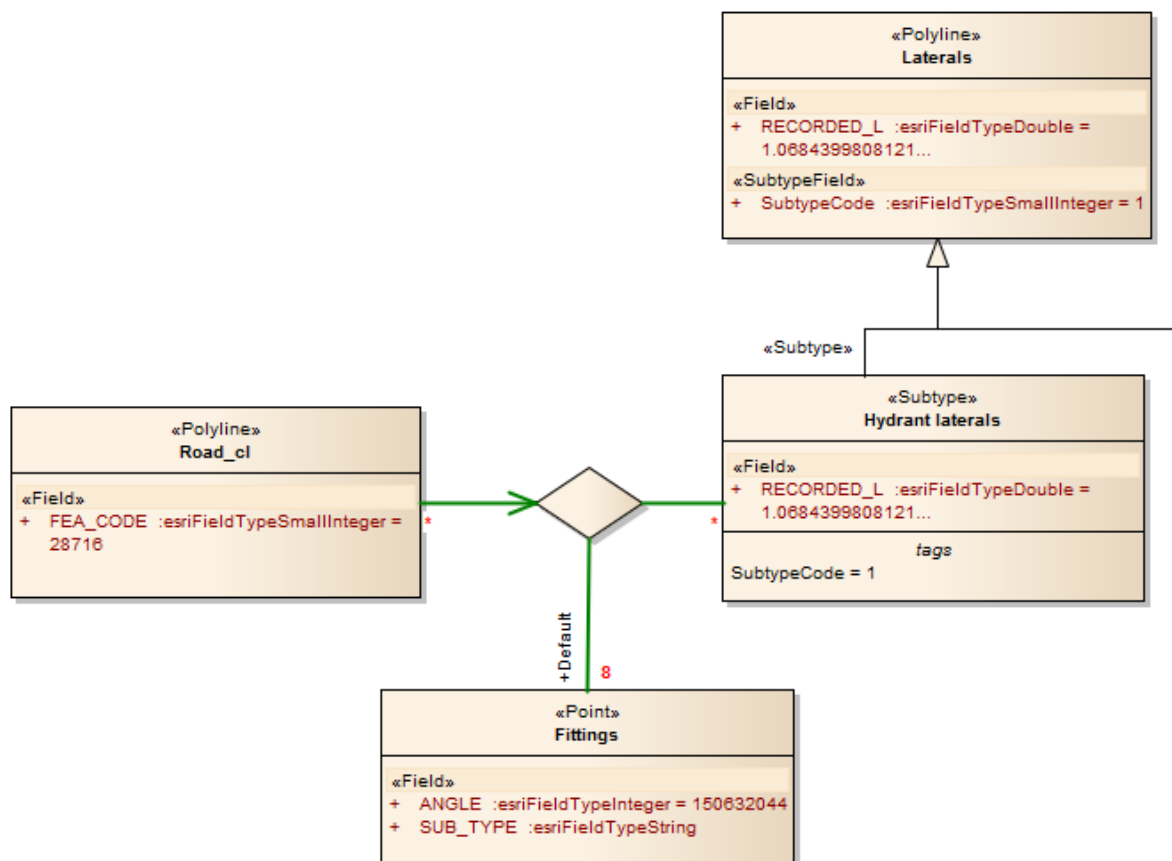 «Polyline»
Laterals
«Field»
+ RECORDED_L :esriFieldTypeDouble =
1.0684399808121...
«SubtypeField»
+ SubtypeCode :esriFieldTypeSmallInteger = 1
«Subtype»
«Subtype»
Hydrant laterals
«Field»
+ RECORDED_L :esriFieldTypeDouble =
1.0684399808121...
tags
SubtypeCode = 1
«Polyline»
Road_cl
«Field»
+ FEA_CODE :esriFieldTypeSmallInteger =
28716
*
*
+Default
8
«Point»
Fittings
«Field»
+ ANGLE :esriFieldTypeInteger = 150632044
+ SUB_TYPE :esriFieldTypeString